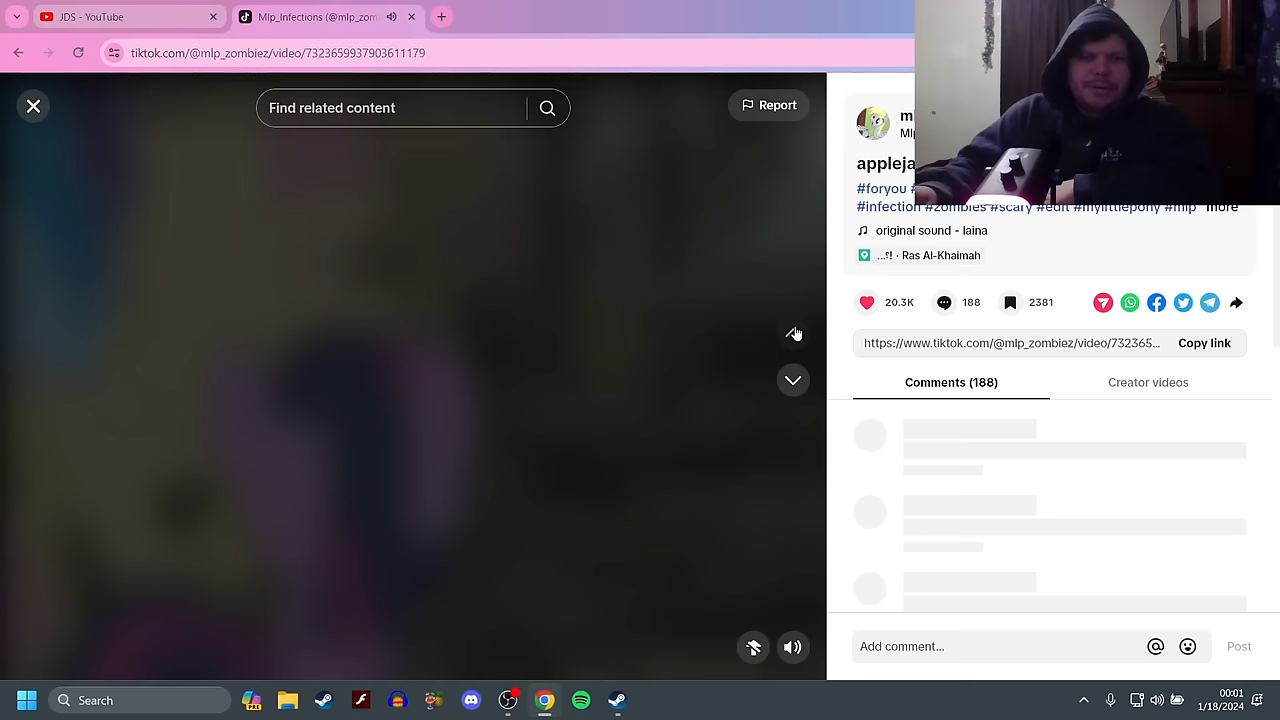 JDS - YouTube
Mlp_Infections (@mlp_zom
tiktok.com/@mlp_zombiez/video/7323659937903611179
Find related content
Report
#foryou
#infection #zombies #scary #edit #mylittlepony #mlp more
original sound - laina
Ras Al-Khaimah
20.3K
188
2381
https://www.tiktok.com/@mlp_zombiez/video/732365...
Copy link
Comments (188)
Creator videos
Add comment...
Post
Search
PRE
00:01
1/18/2024